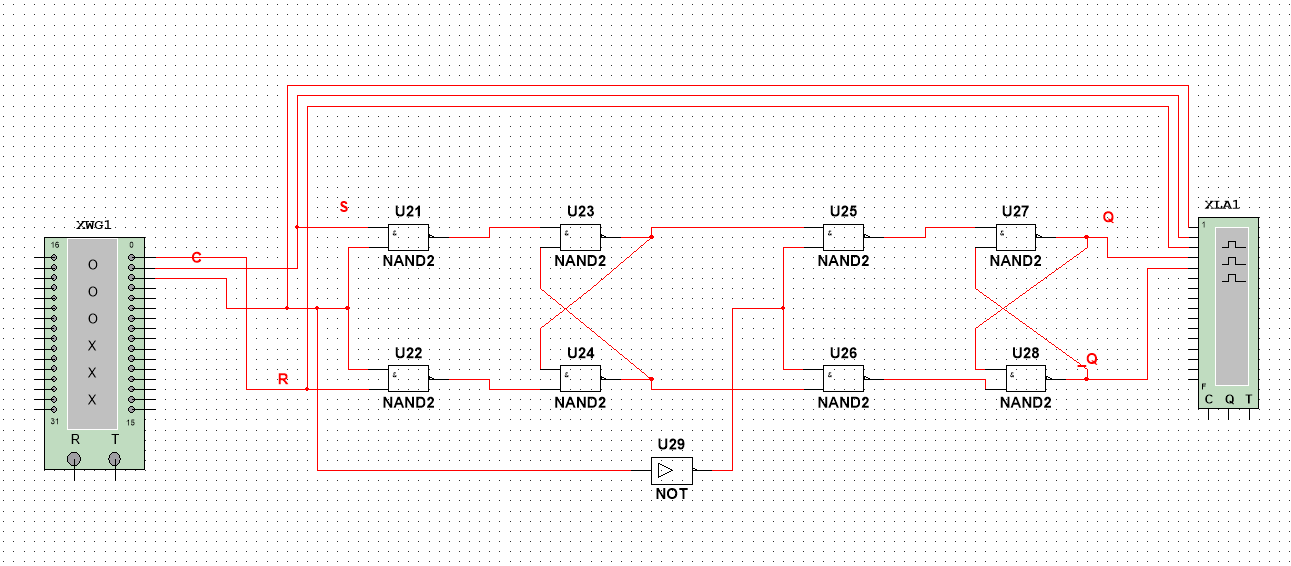 XLA1
S
U21
U23
U25
U27
Q
XWG1
1
&
&
&
&
16
0
C
O
NAND2
NAND2
NAND2
NAND2
O
O
X
U22
U24
U26
U28
Q
X
R
&
&
&
&
F
X
NAND2
NAND2
NAND2
NAND2
C Q T
31
15
R T
U29
NOT